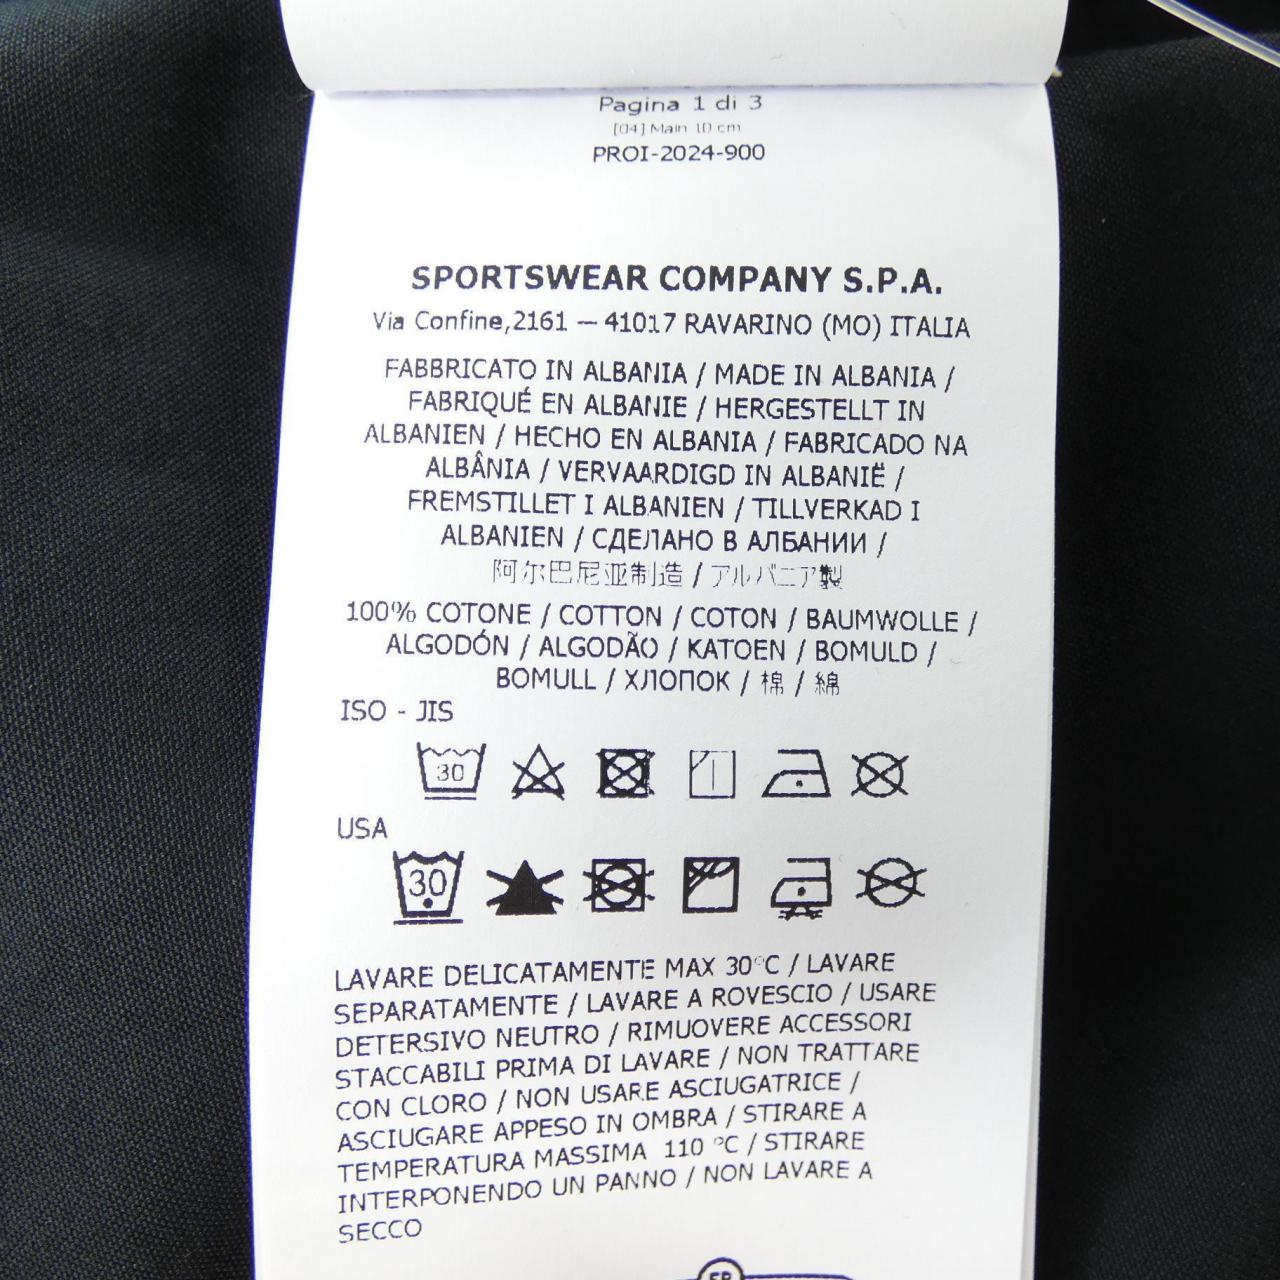 Pagina 1 di 3
[04] Main 10 cm
PROI-2024-900
SPORTSWEAR COMPANY S.P.A.
Via Confine,2161 – 41017 RAVARINO (MO) ITALIA
FABBRICATO IN ALBANIA / MADE IN ALBANIA /
FABRIQUÉ EN ALBANIE / HERGESTELLT IN
ALBANIEN / HECHO EN ALBANIA / FABRICADO NA
ALBÂNIA / VERVAARDIGD IN ALBANIË /
FREMSTILLET I ALBANIEN / TILLVERKAD I
ALBANIEN / СДЕЛАНО В АЛБАНИИ /
阿尔巴尼亚制造 / アルバニア製
100% COTONE / COTTON / COTON / BAUMWOLLE /
ALGODÓN / ALGODÃO / KATOEN / BOMULD /
BOMULL / ХЛОПОК / 棉 / 綿
ISO - JIS
30
USA
30
LAVARE DELICATAMENTE MAX 30°C / LAVARE
SEPARATAMENTE / LAVARE A ROVESCIO / USARE
DETERSIVO NEUTRO / RIMUOVERE ACCESSORI
STACCABILI PRIMA DI LAVARE / NON TRATTARE
CON CLORO / NON USARE ASCIUGATRICE /
ASCIUGARE APPESO IN OMBRA / STIRARE A
TEMPERATURA MASSIMA 110 °C / STIRARE
INTERPONENDO UN PANNO / NON LAVARE A
SECCO